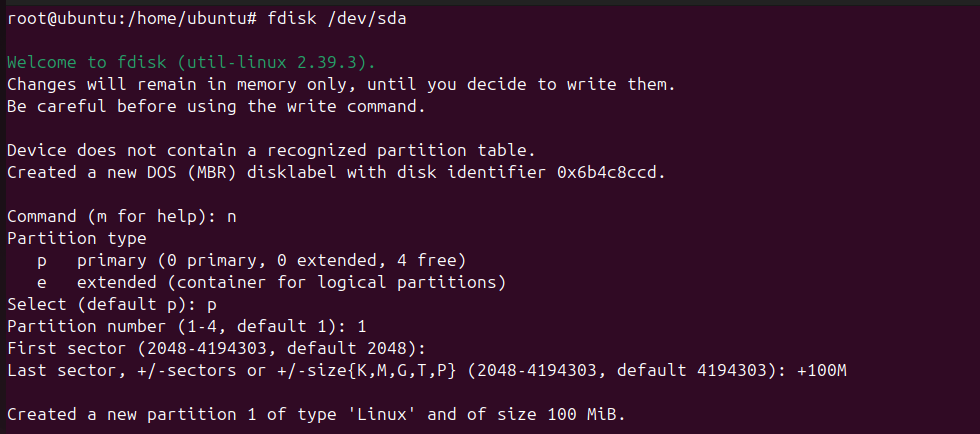 root@ubuntu:/home/ubuntu# fdisk /dev/sda
Welcome to fdisk (util-linux 2.39.3).
Changes will remain in memory only, until you decide to write them.
Be careful before using the write command.
Device does not contain a recognized partition table.
Created a new DOS (MBR) disklabel with disk identifier 0x6b4c8ccd.
Command (m for help): n
Partition type
   p   primary (0 primary, 0 extended, 4 free)
   e   extended (container for logical partitions)
Select (default p): p
Partition number (1-4, default 1): 1
First sector (2048-4194303, default 2048):
Last sector, +/-sectors or +/-size{K,M,G,T,P} (2048-4194303, default 4194303): +100M
Created a new partition 1 of type 'Linux' and of size 100 MiB.